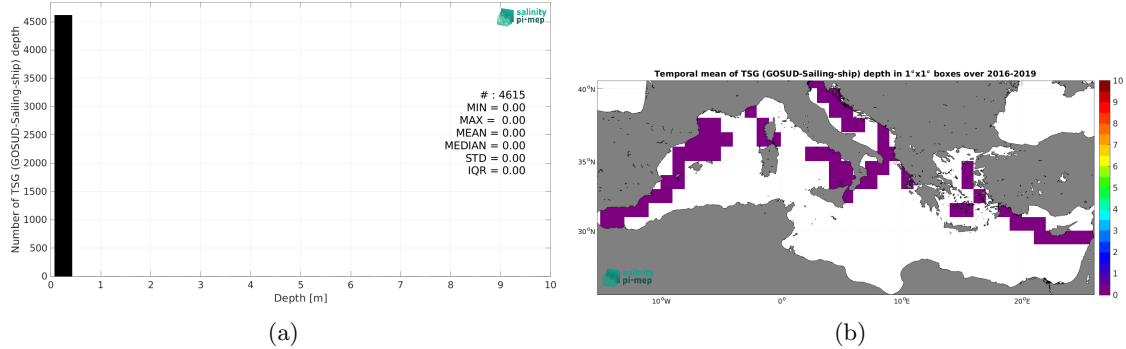 Number of TSG (GOSUD-Sailing-ship) depth
4500
4000
3500
3000
2500
2000
1500
1000
500
0
salinity
pi-mep
# : 4615
MIN = 0.00
MAX = 0.00
MEAN = 0.00
MEDIAN = 0.00
STD = 0.00
IQR = 0.00
0 1 2 3 4 5 6 7 8 9 10
Depth [m]
(a)
Temporal mean of TSG (GOSUD-Sailing-ship) depth in 1°x1° boxes over 2016-2019
40°N
35°N
30°N
10°W 0° 10°E 20°E
salinity
pi-mep
10
9
8
7
6
5
4
3
2
1
0
(b)